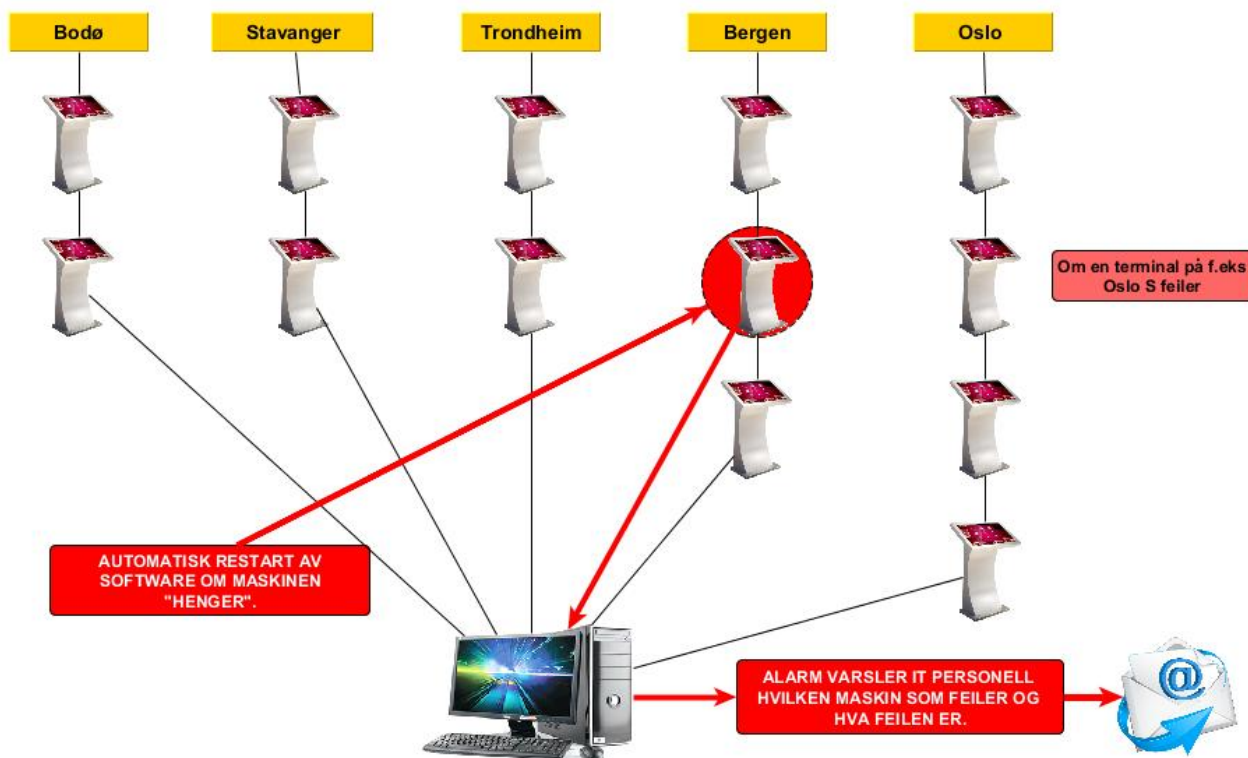 Bodø
Stavanger
Trondheim
Bergen
Oslo
Om en terminal på f.eks
Oslo S feiler
AUTOMATISK RESTART AV
SOFTWARE OM MASKINEN
"HENGER".
ALARM VARSLER IT PERSONELL
HVILKEN MASKIN SOM FEILER OG
HVA FEILEN ER.
@